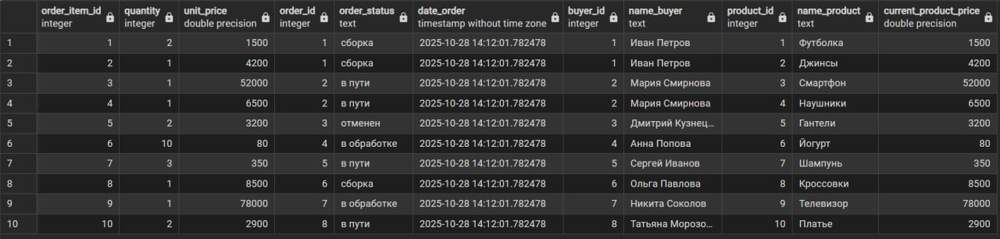 order_item_id quantity unit_price order_id order_status date_order buyer_id name_buyer product_id name_product current_product_price
integer integer double precision integer text timestamp without time zone integer text integer text double precision
1 1 2 1500 1 сборка 2025-10-28 14:12:01.782478 1 Иван Петров 1 Футболка 1500
2 2 1 4200 1 сборка 2025-10-28 14:12:01.782478 1 Иван Петров 2 Джинсы 4200
3 3 1 52000 2 в пути 2025-10-28 14:12:01.782478 2 Мария Смирнова 3 Смартфон 52000
4 4 1 6500 2 в пути 2025-10-28 14:12:01.782478 2 Мария Смирнова 4 Наушники 6500
5 5 2 3200 3 отменен 2025-10-28 14:12:01.782478 3 Дмитрий Кузнец... 5 Гантели 3200
6 6 10 80 4 в обработке 2025-10-28 14:12:01.782478 4 Анна Попова 6 Йогурт 80
7 7 3 350 5 в пути 2025-10-28 14:12:01.782478 5 Сергей Иванов 7 Шампунь 350
8 8 1 8500 6 сборка 2025-10-28 14:12:01.782478 6 Ольга Павлова 8 Кроссовки 8500
9 9 1 78000 7 в обработке 2025-10-28 14:12:01.782478 7 Никита Соколов 9 Телевизор 78000
10 10 2 2900 8 в пути 2025-10-28 14:12:01.782478 8 Татьяна Морозо... 10 Платье 2900